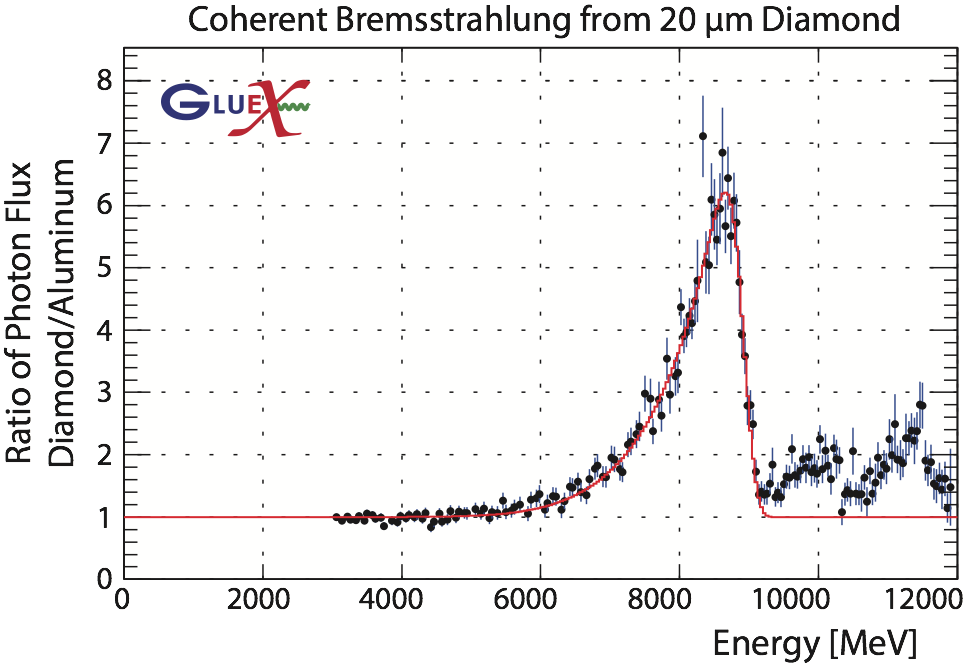 Coherent Bremsstrahlung from 20 µm Diamond
GLUEX
Ratio of Photon Flux
Diamond/Aluminum
8
7
6
5
4
3
2
1
0
0 2000 4000 6000 8000 10000 12000
Energy [MeV]